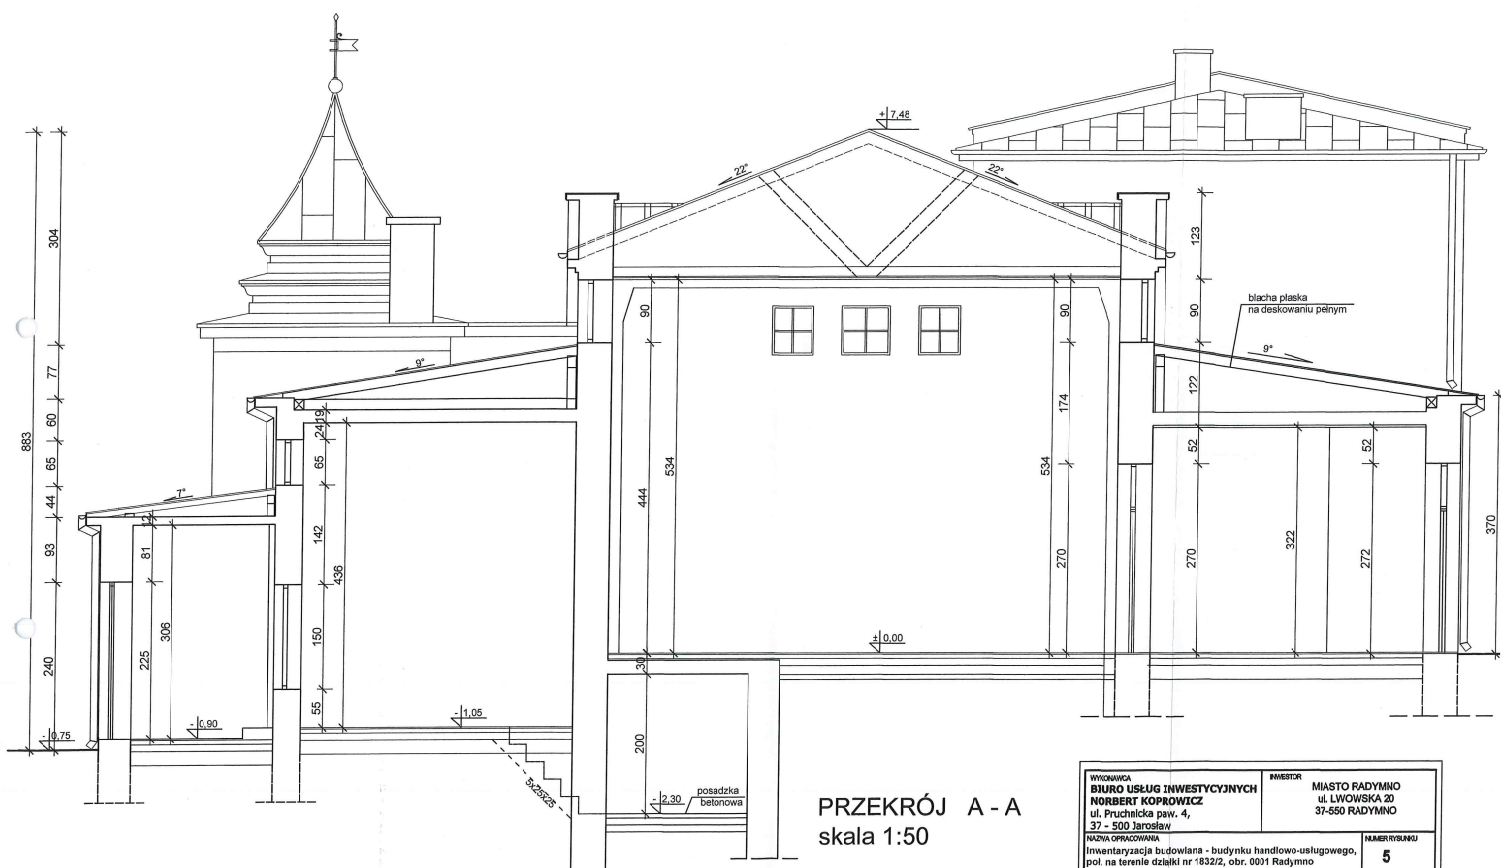 +7,48
22°
22°
304
123
883
77
60
65
44
93
240
9°
7°
24
19
65
142
436
150
55
12
81
306
225
90
534
444
90
174
534
270
90
122
52
270
322
52
272
370
9°
blacha płaska
na deskowaniu pełnym
± 0,00
- 0,90
- 1,05
- 0,75
30
200
5x25x25
- 2,30
posadzka
betonowa
PRZEKRÓJ A - A
skala 1:50
WYKONAWCA
BIURO USŁUG INWESTYCYJNYCH
NORBERT KOPROWICZ
ul. Pruchnicka paw. 4,
37 - 500 Jarosław
INWESTOR
MIASTO RADYMNO
ul. LWOWSKA 20
37-550 RADYMNO
NAZWA OPRACOWANIA
Inwentaryzacja budowlana - budynku handlowo-usługowego,
poł. na terenie działki nr 1832/2, obr. 0001 Radymno
NUMER RYSUNKU
5